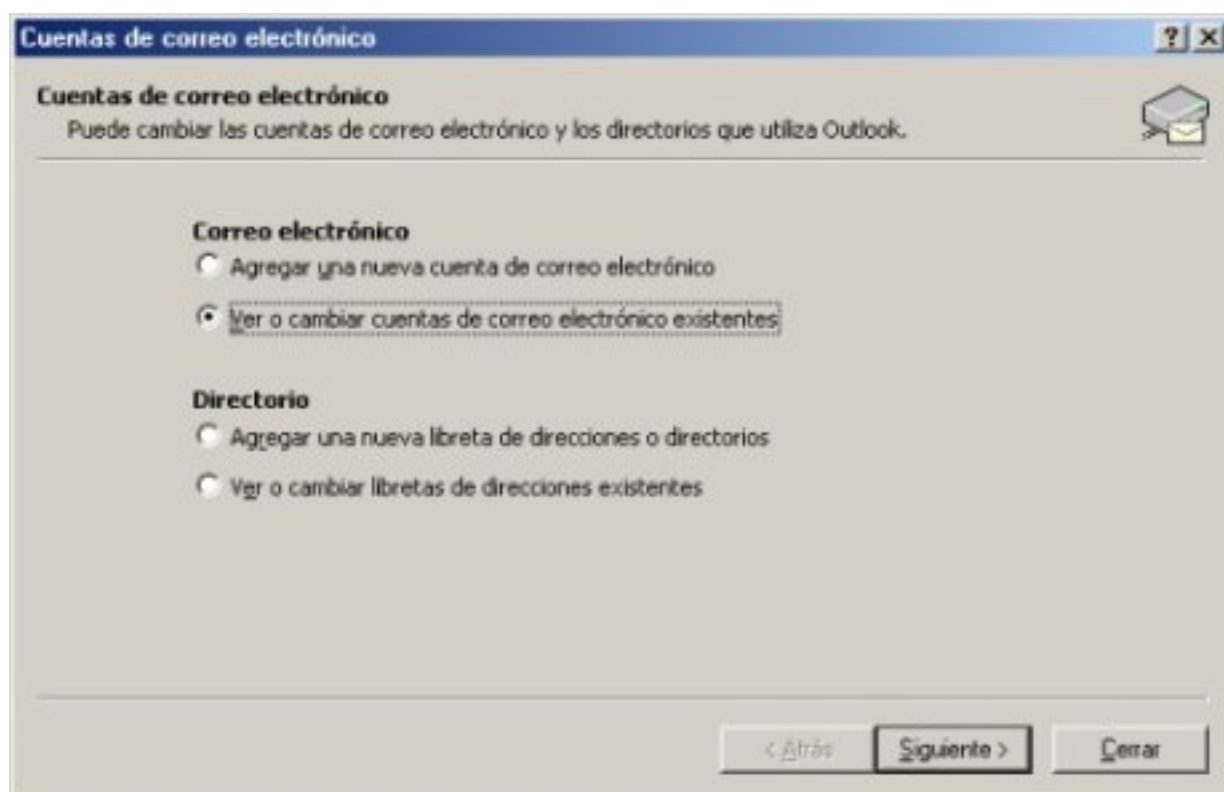 Cuentas de correo electrónico
Cuentas de correo electrónico
Puede cambiar las cuentas de correo electrónico y los directorios que utiliza Outlook.
Correo electrónico
Agregar una nueva cuenta de correo electrónico
Ver o cambiar cuentas de correo electrónico existentes
Directorio
Agregar una nueva libreta de direcciones o directorios
Ver o cambiar libretas de direcciones existentes
< Atrás Siguiente > Cerrar